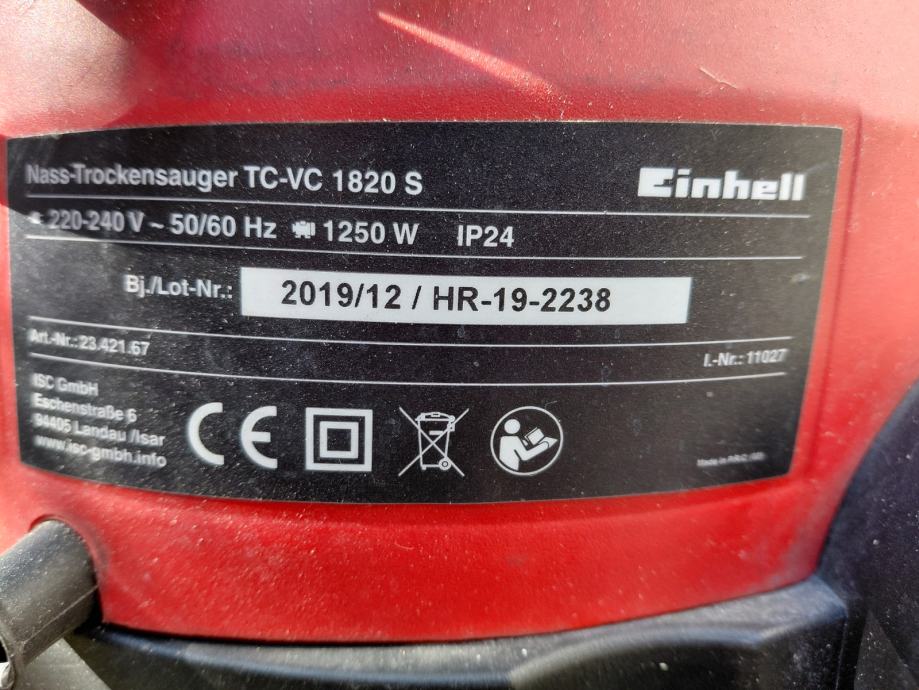 Nass-Trockensauger TC-VC 1820 S
Einhell
220-240 V ~ 50/60 Hz 1250 W IP24
Bj./Lot-Nr.: 2019/12 / HR-19-2238
Art.-Nr.: 23.421.67
I.-Nr.: 11027
ISC GmbH
Eschenstraße 6
94405 Landau /Isar
www.isc-gmbh.info
CE
Made in P.R.C.